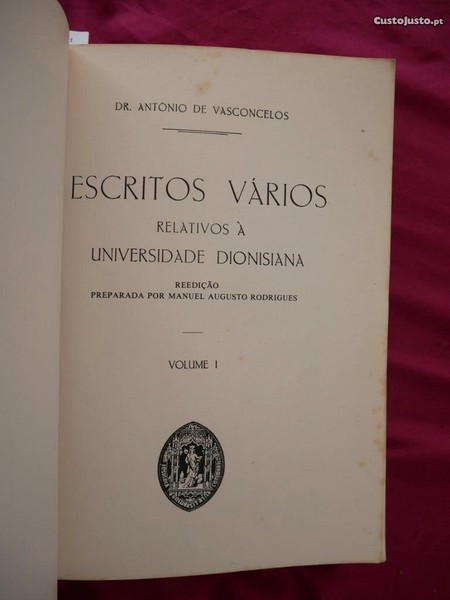 CustoJusto.pt
DR. ANTÓNIO DE VASCONCELOS
ESCRITOS VÁRIOS
RELATIVOS À
UNIVERSIDADE DIONISIANA
REEDIÇÃO
PREPARADA POR MANUEL AUGUSTO RODRIGUES
VOLUME I